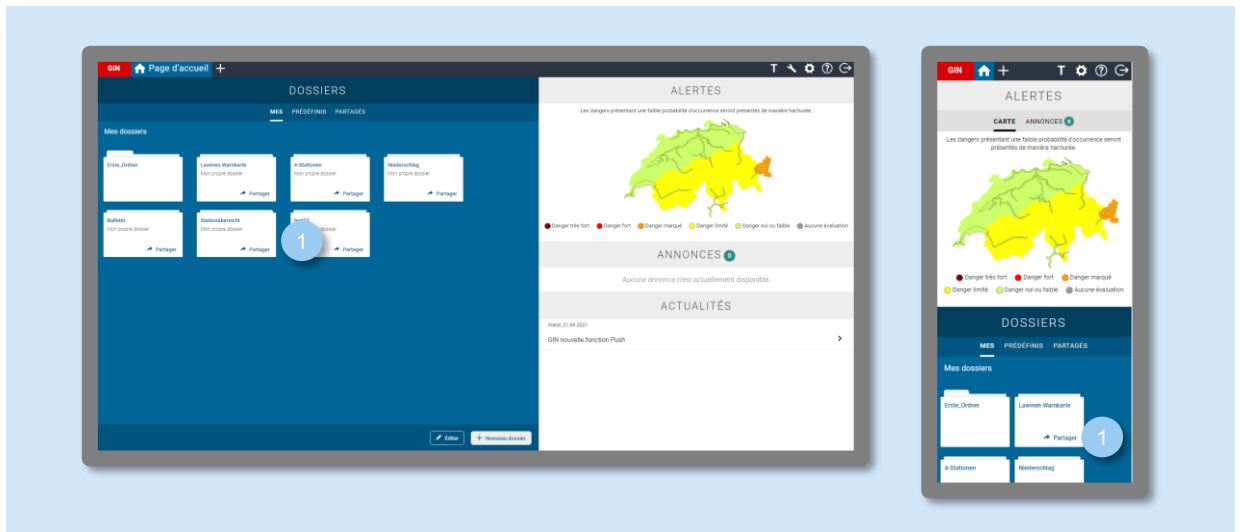 GIN Page d'accueil + T
DOSSIERS
MES PRÉDÉFINIS PARTAGÉS
Mes dossiers
Erste_Ordner
Lawinen Warnkarte
Mon propre dossier
Partager
4-Stationen
Mon propre dossier
Partager
Niederschlag
Mon propre dossier
Partager
Bulletin
Mon propre dossier
Partager
Stationsübersicht
Mon propre dossier
Partager
dossier
Partager
1
Éditer
+ Nouveau dossier
ALERTES
Les dangers présentant une faible probabilité d'occurrence seront présentés de manière hachurée.
Danger très fort Danger fort Danger marqué Danger limité Danger nul ou faible Aucune évaluation
ANNONCES 0
Aucune annonce n'est actuellement disponible.
ACTUALITÉS
mardi, 21.09.2021
GIN nouvelle fonction Push
GIN + T
ALERTES
CARTE ANNONCES 0
Les dangers présentant une faible probabilité d'occurrence seront
présentés de manière hachurée.
Danger très fort Danger fort Danger marqué
Danger limité Danger nul ou faible Aucune évaluation
DOSSIERS
MES PRÉDÉFINIS PARTAGÉS
Mes dossiers
Erste_Ordner
Lawinen Warnkarte
Partager
1
4-Stationen
Niederschlag